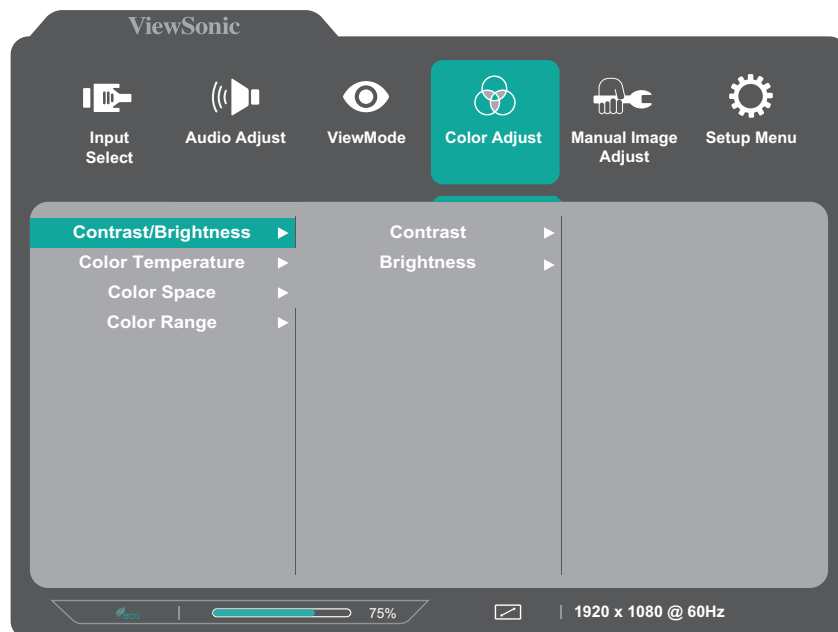 ViewSonic
Input
Select
Audio Adjust
ViewMode
Color Adjust
Manual Image
Adjust
Setup Menu
Contrast/Brightness
Color Temperature
Color Space
Color Range
Contrast
Brightness
eco
75%
1920 x 1080 @ 60Hz